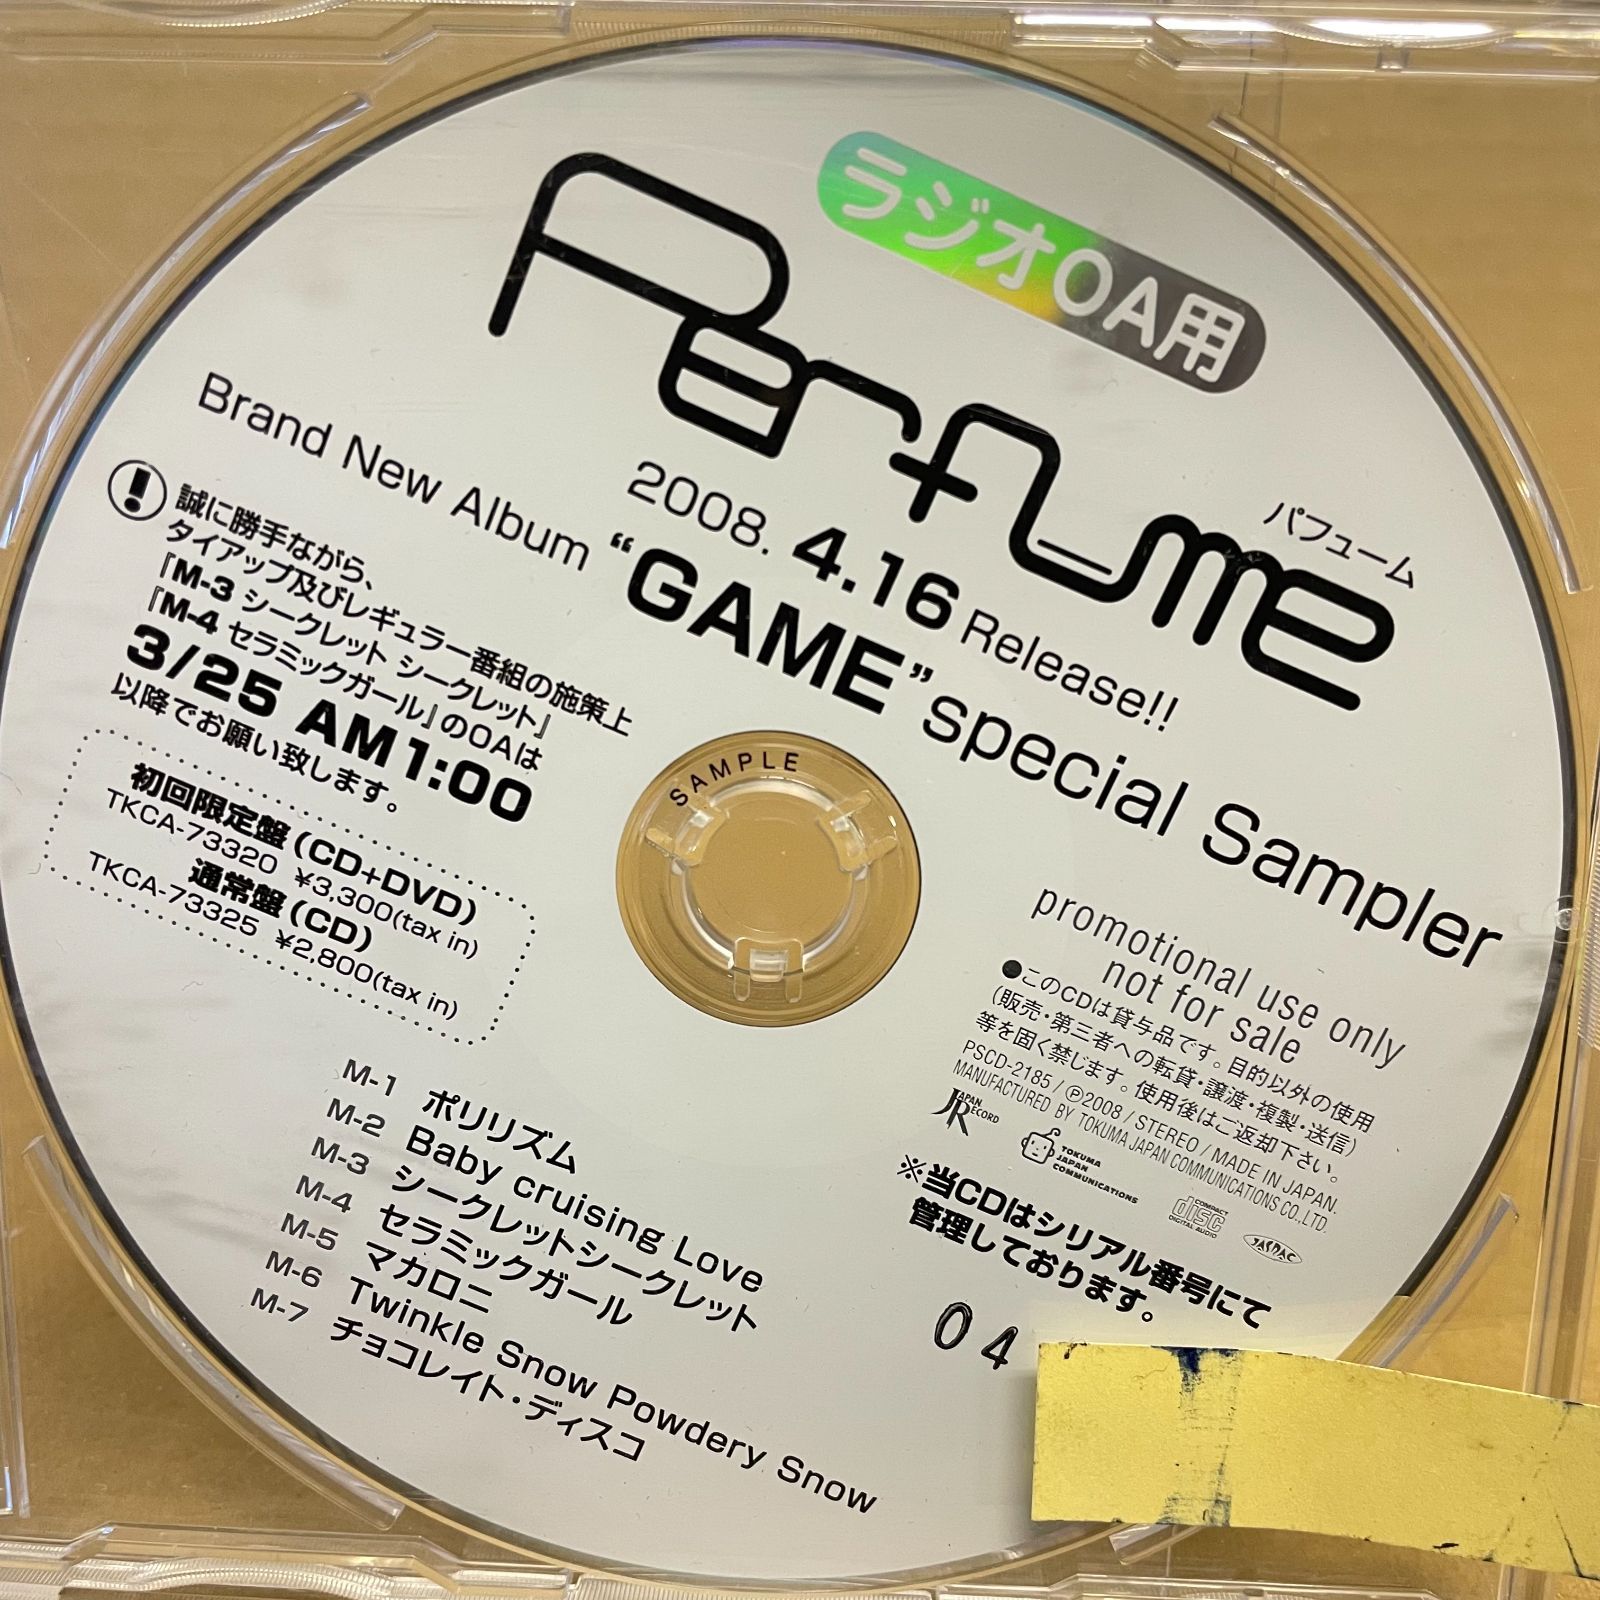 ラジオOA用
Perfume
パフューム
2008. 4.16 Release!!
Brand New Album “GAME” special Sampler
! 誠に勝手ながら、
タイアップ及びレギュラー番組の施策上
『M-3 シークレット シークレット』
『M-4 セラミックガール』のOAは
3/25 AM1:00
以降でお願い致します。
初回限定盤 (CD+DVD)
TKCA-73320 ¥3,300(tax in)
通常盤 (CD)
TKCA-73325 ¥2,800(tax in)
SAMPLE
promotional use only
not for sale
●このCDは貸与品です。目的以外の使用
(販売・第三者への転貸・譲渡・複製・送信)
等を固く禁じます。使用後はご返却下さい。
PSCD-2185 / Ⓟ2008 / STEREO / MADE IN JAPAN
MANUFACTURED BY TOKUMA JAPAN COMMUNICATIONS CO.,LTD.
JAPAN RECORD
TOKUMA
JAPAN
COMMUNICATIONS
COMPACT
disc
DIGITAL AUDIO
JASRAC
※当CDはシリアル番号にて
管理しております。
04
M-1 ポリリズム
M-2 Baby cruising Love
M-3 シークレットシークレット
M-4 セラミックガール
M-5 マカロニ
M-6 Twinkle Snow Powdery Snow
M-7 チョコレイト・ディスコ